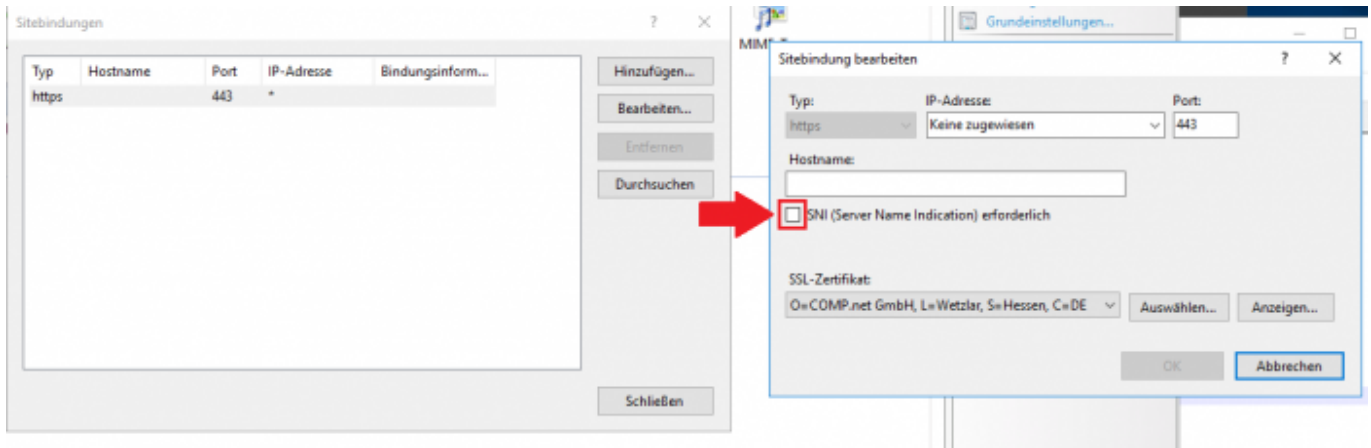 Sitebindungen
Typ Hostname Port IP-Adresse Bindungsinform...
https 443 *
Hinzufügen...
Bearbeiten...
Entfernen
Durchsuchen
Schließen
Grundeinstellungen...
Sitebindung bearbeiten
Typ: IP-Adresse: Port:
https Keine zugewiesen 443
Hostname:
SNI (Server Name Indication) erforderlich
SSL-Zertifikat:
O=COMP.net GmbH, L=Wetzlar, S=Hessen, C=DE
Auswählen...
Anzeigen...
OK
Abbrechen